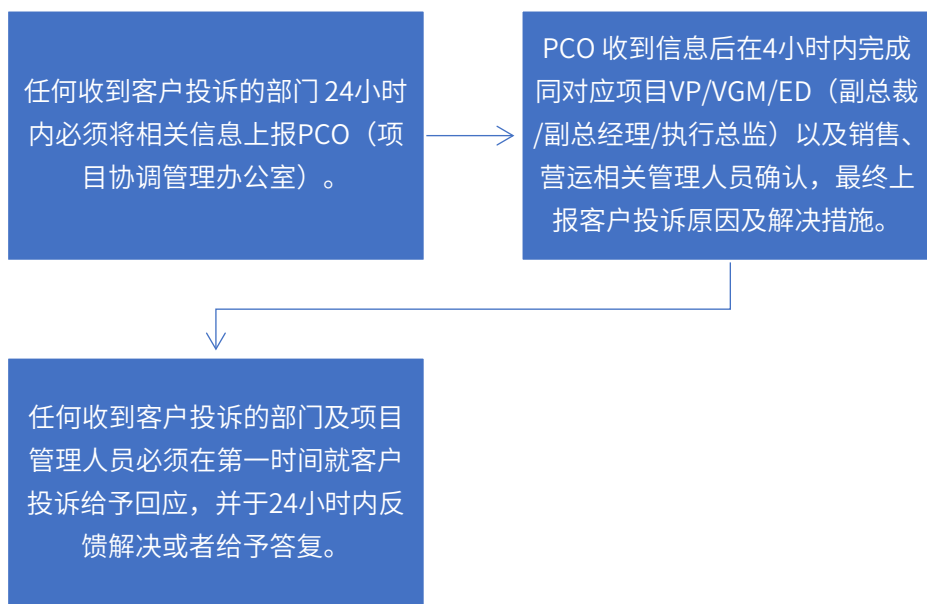 任何收到客户投诉的部门 24小时
内必须将相关信息上报PCO（项
目协调管理办公室）。
PCO 收到信息后在4小时内完成
同对应项目VP/VGM/ED（副总裁
/副总经理/执行总监）以及销售、
营运相关管理人员确认，最终上
报客户投诉原因及解决措施。
任何收到客户投诉的部门及项目
管理人员必须在第一时间就客户
投诉给予回应，并于24小时内反
馈解决或者给予答复。